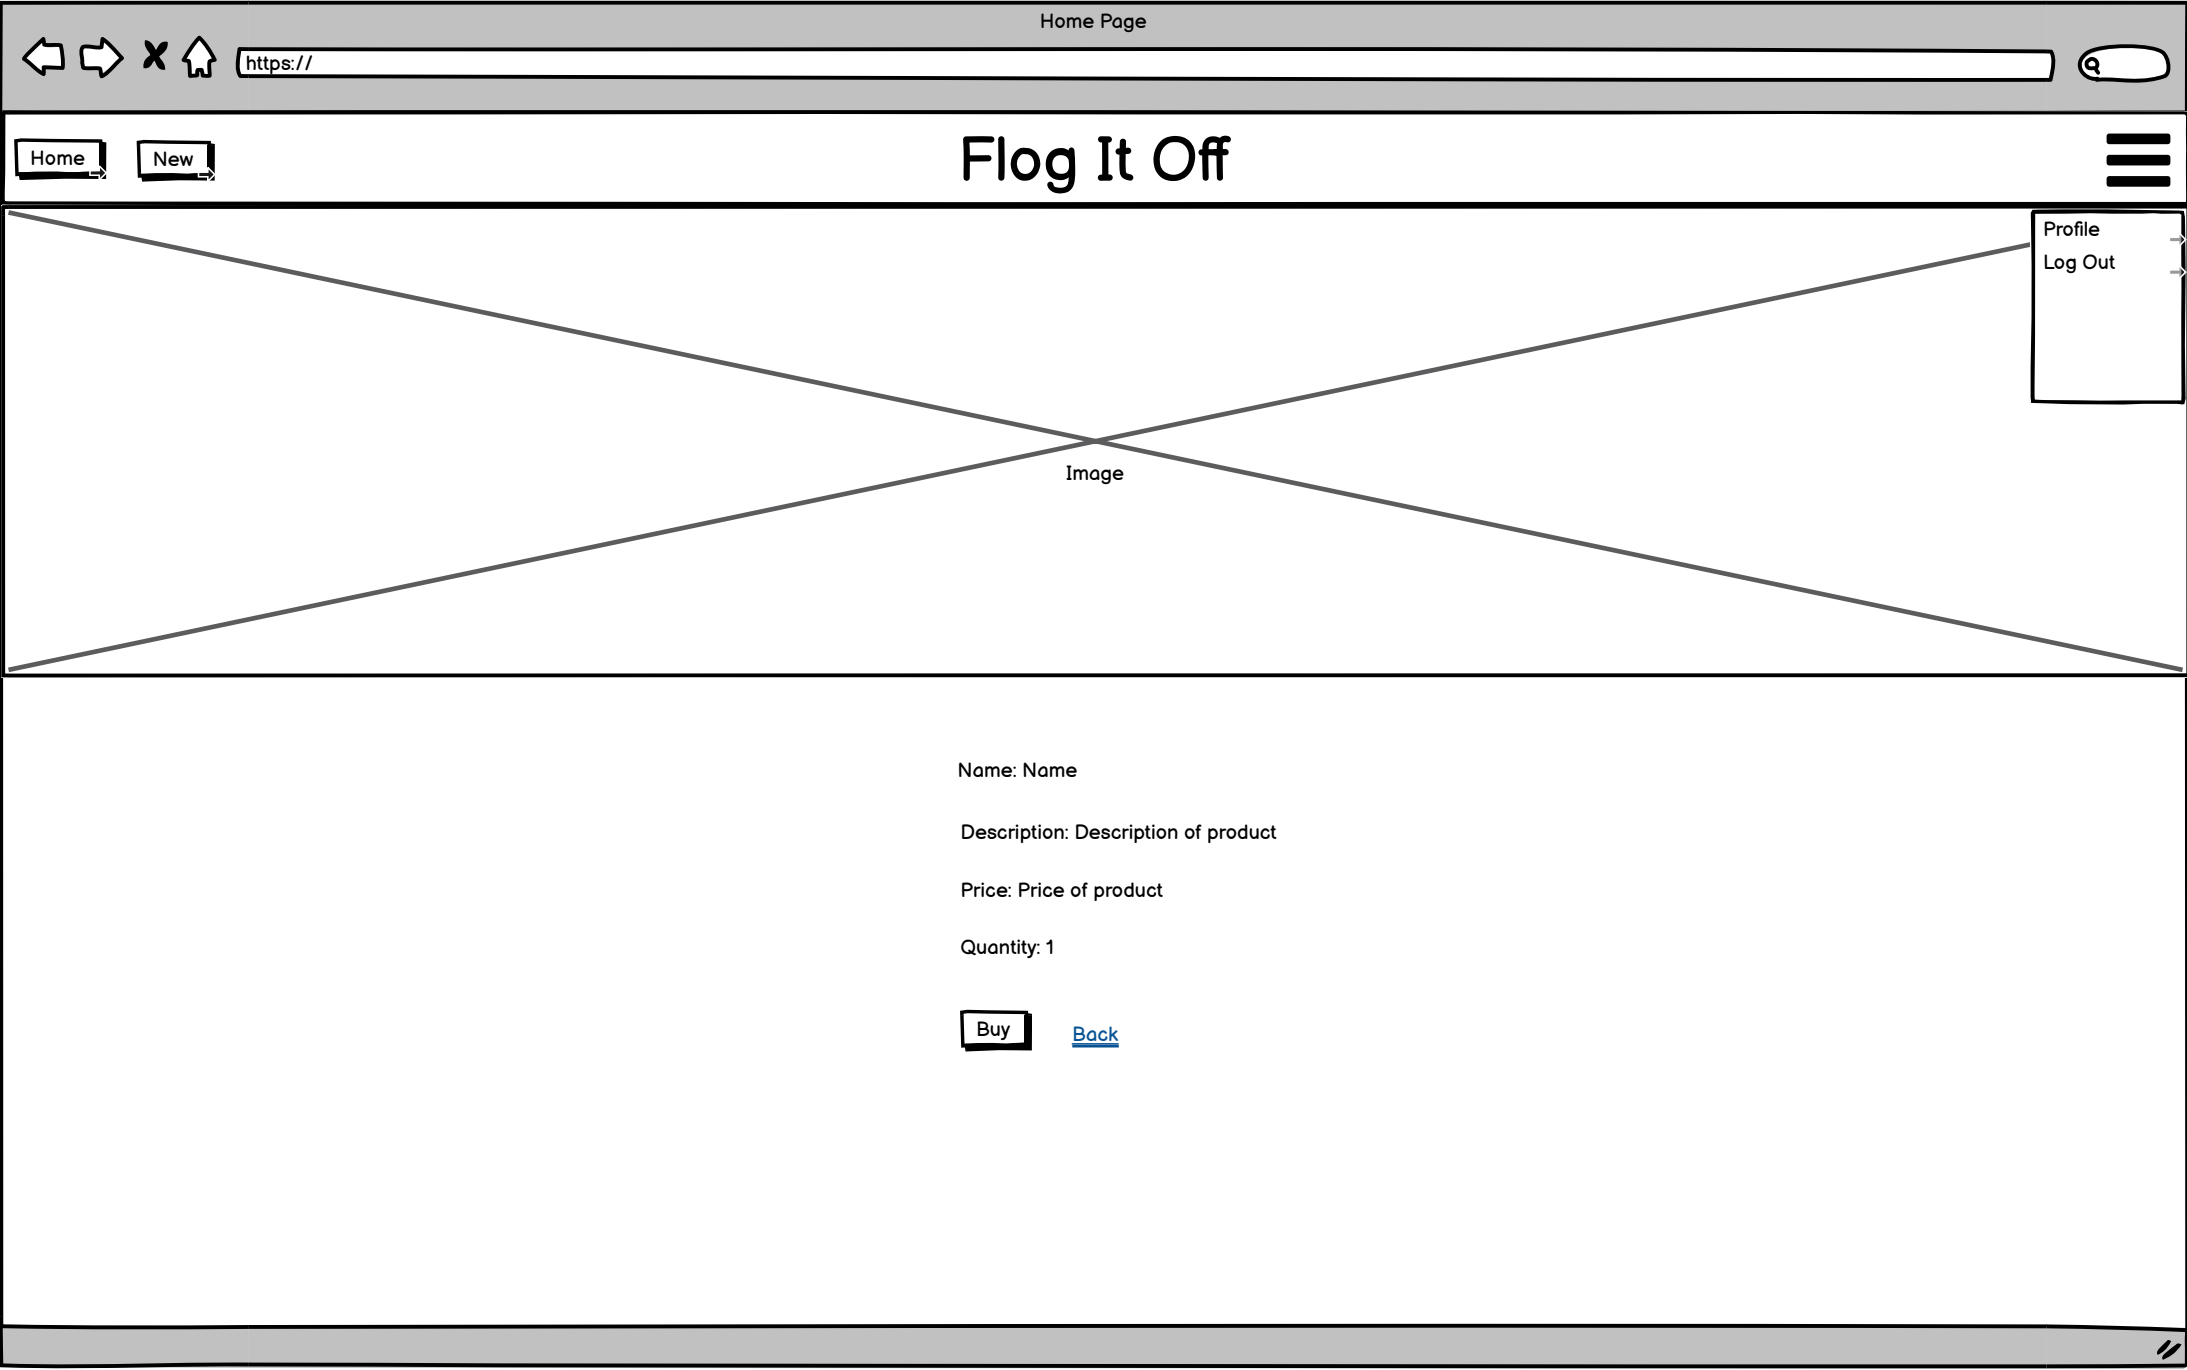 Home Page
https://
Home
New
Flog It Off
Profile
Log Out
Image
Name: Name
Description: Description of product
Price: Price of product
Quantity: 1
Buy
Back